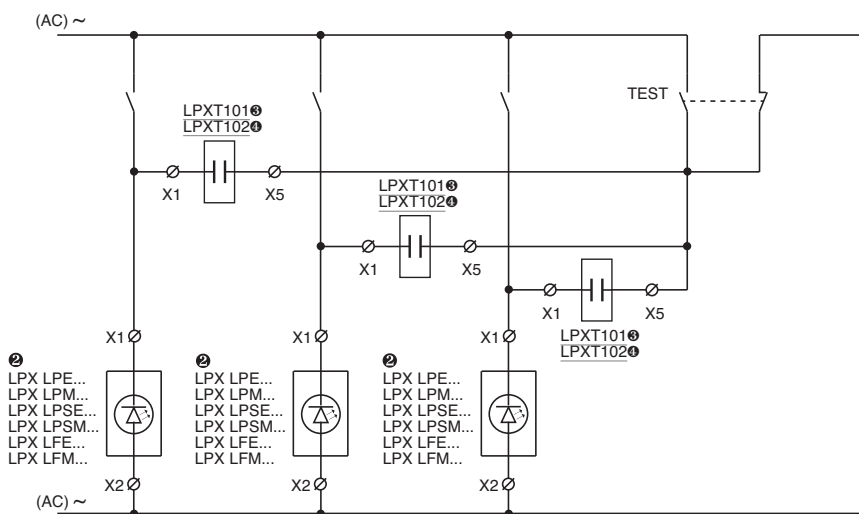 (AC) ~
TEST
LPXT101❸
LPXT102❹
X1
X5
LPXT101❸
LPXT102❹
X1
X5
X1
X5
LPXT101❸
LPXT102❹
X1
X1
X1
❷
LPX LPE...
LPX LPM...
LPX LPSE...
LPX LPSM...
LPX LFE...
LPX LFM...
❷
LPX LPE...
LPX LPM...
LPX LPSE...
LPX LPSM...
LPX LFE...
LPX LFM...
❷
LPX LPE...
LPX LPM...
LPX LPSE...
LPX LPSM...
LPX LFE...
LPX LFM...
X2
X2
X2
(AC) ~